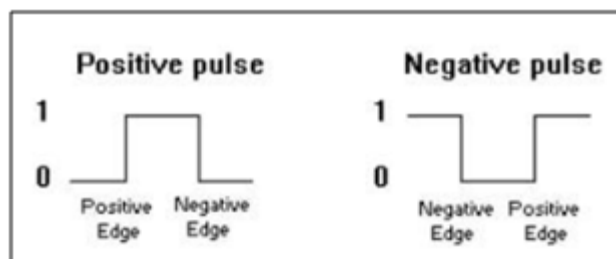 Positive pulse
1
0
Positive Edge
Negative Edge
Negative pulse
1
0
Negative Edge
Positive Edge